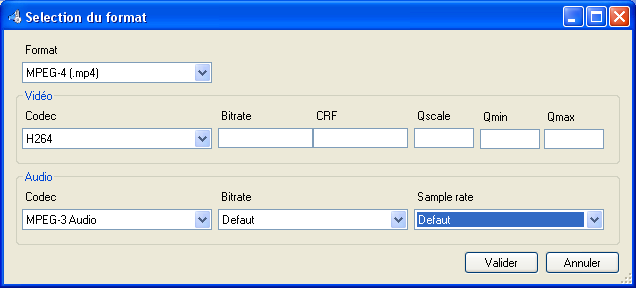 Selection du format
Format
MPEG-4 (.mp4)
Vidéo
Codec Bitrate CRF Qscale Qmin Qmax
H264
Audio
Codec Bitrate Sample rate
MPEG-3 Audio Defaut Defaut
Valider Annuler